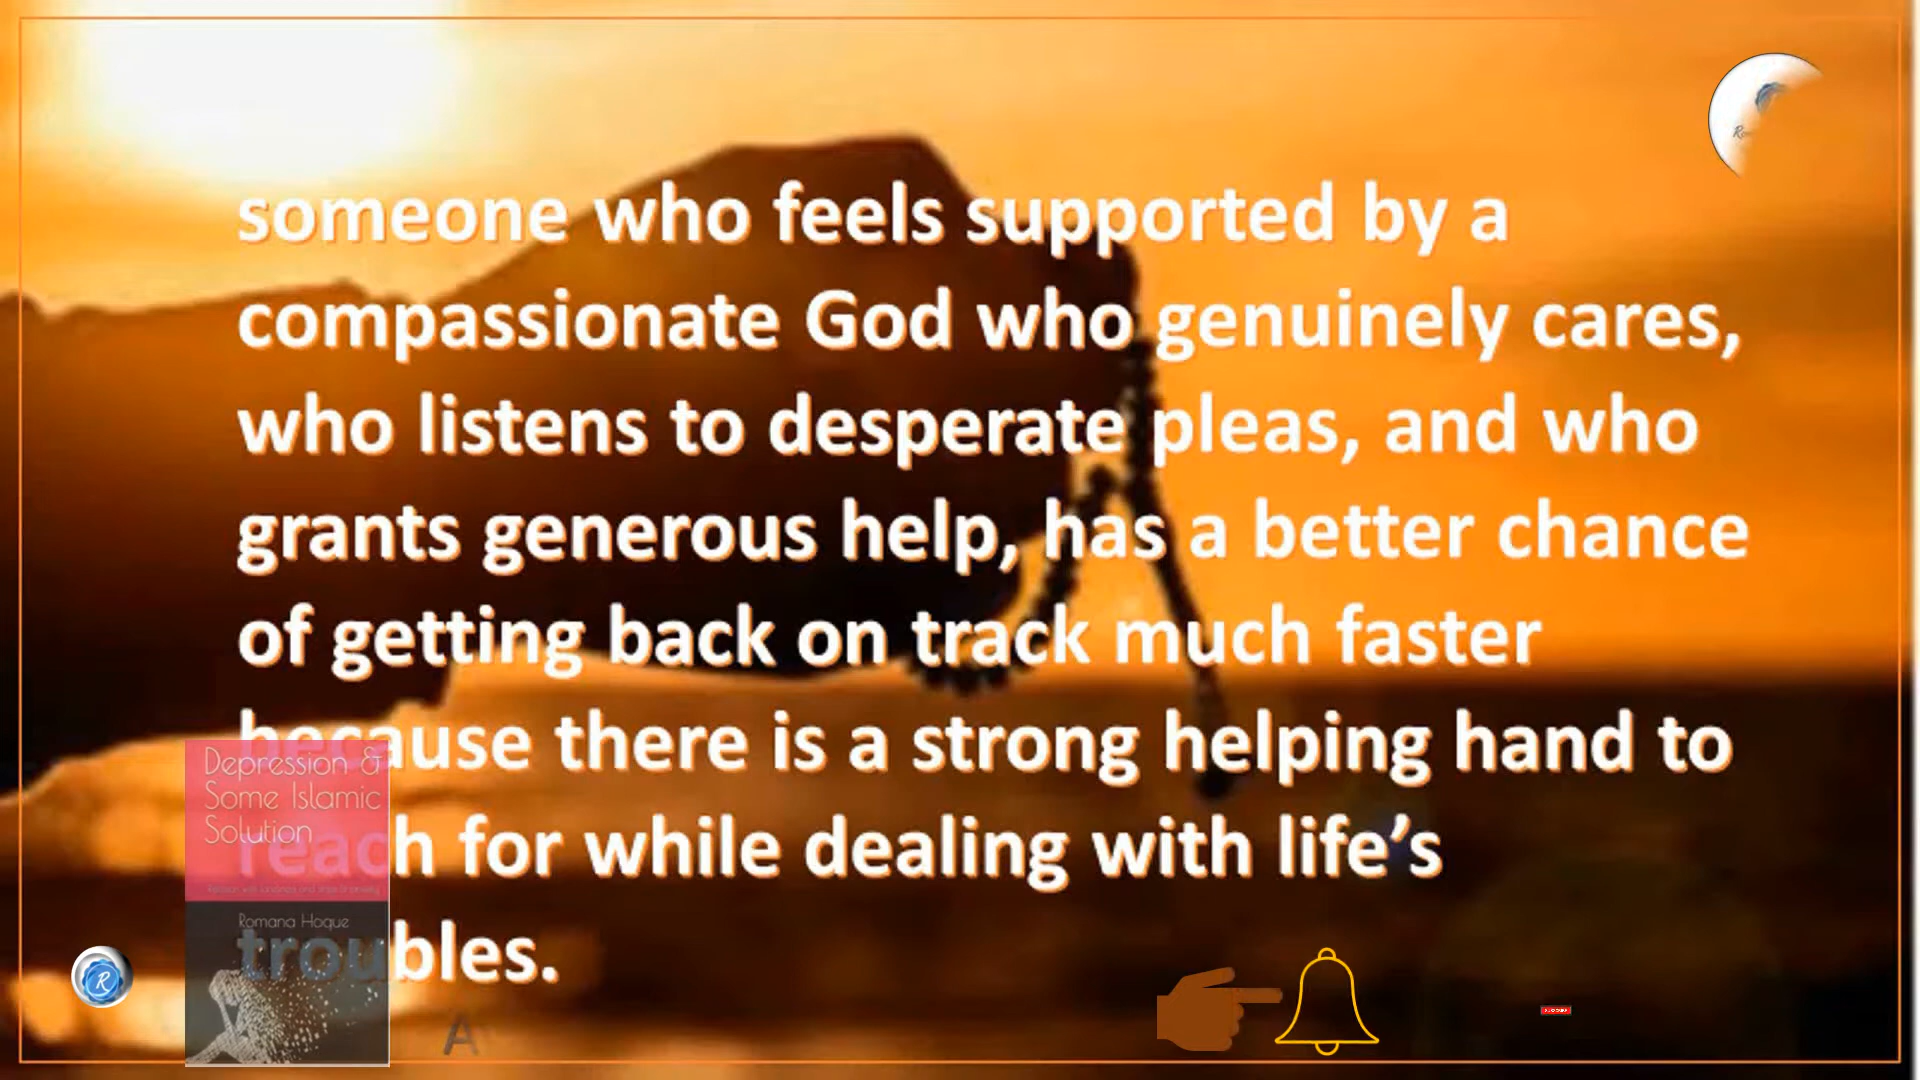 someone who feels supported by a
compassionate God who genuinely cares,
who listens to desperate pleas, and who
grants generous help, has a better chance
of getting back on track much faster
because there is a strong helping hand to
reach for while dealing with life’s
troubles.
Depression &
Some Islamic
Solution
Romana Hoque
R
A